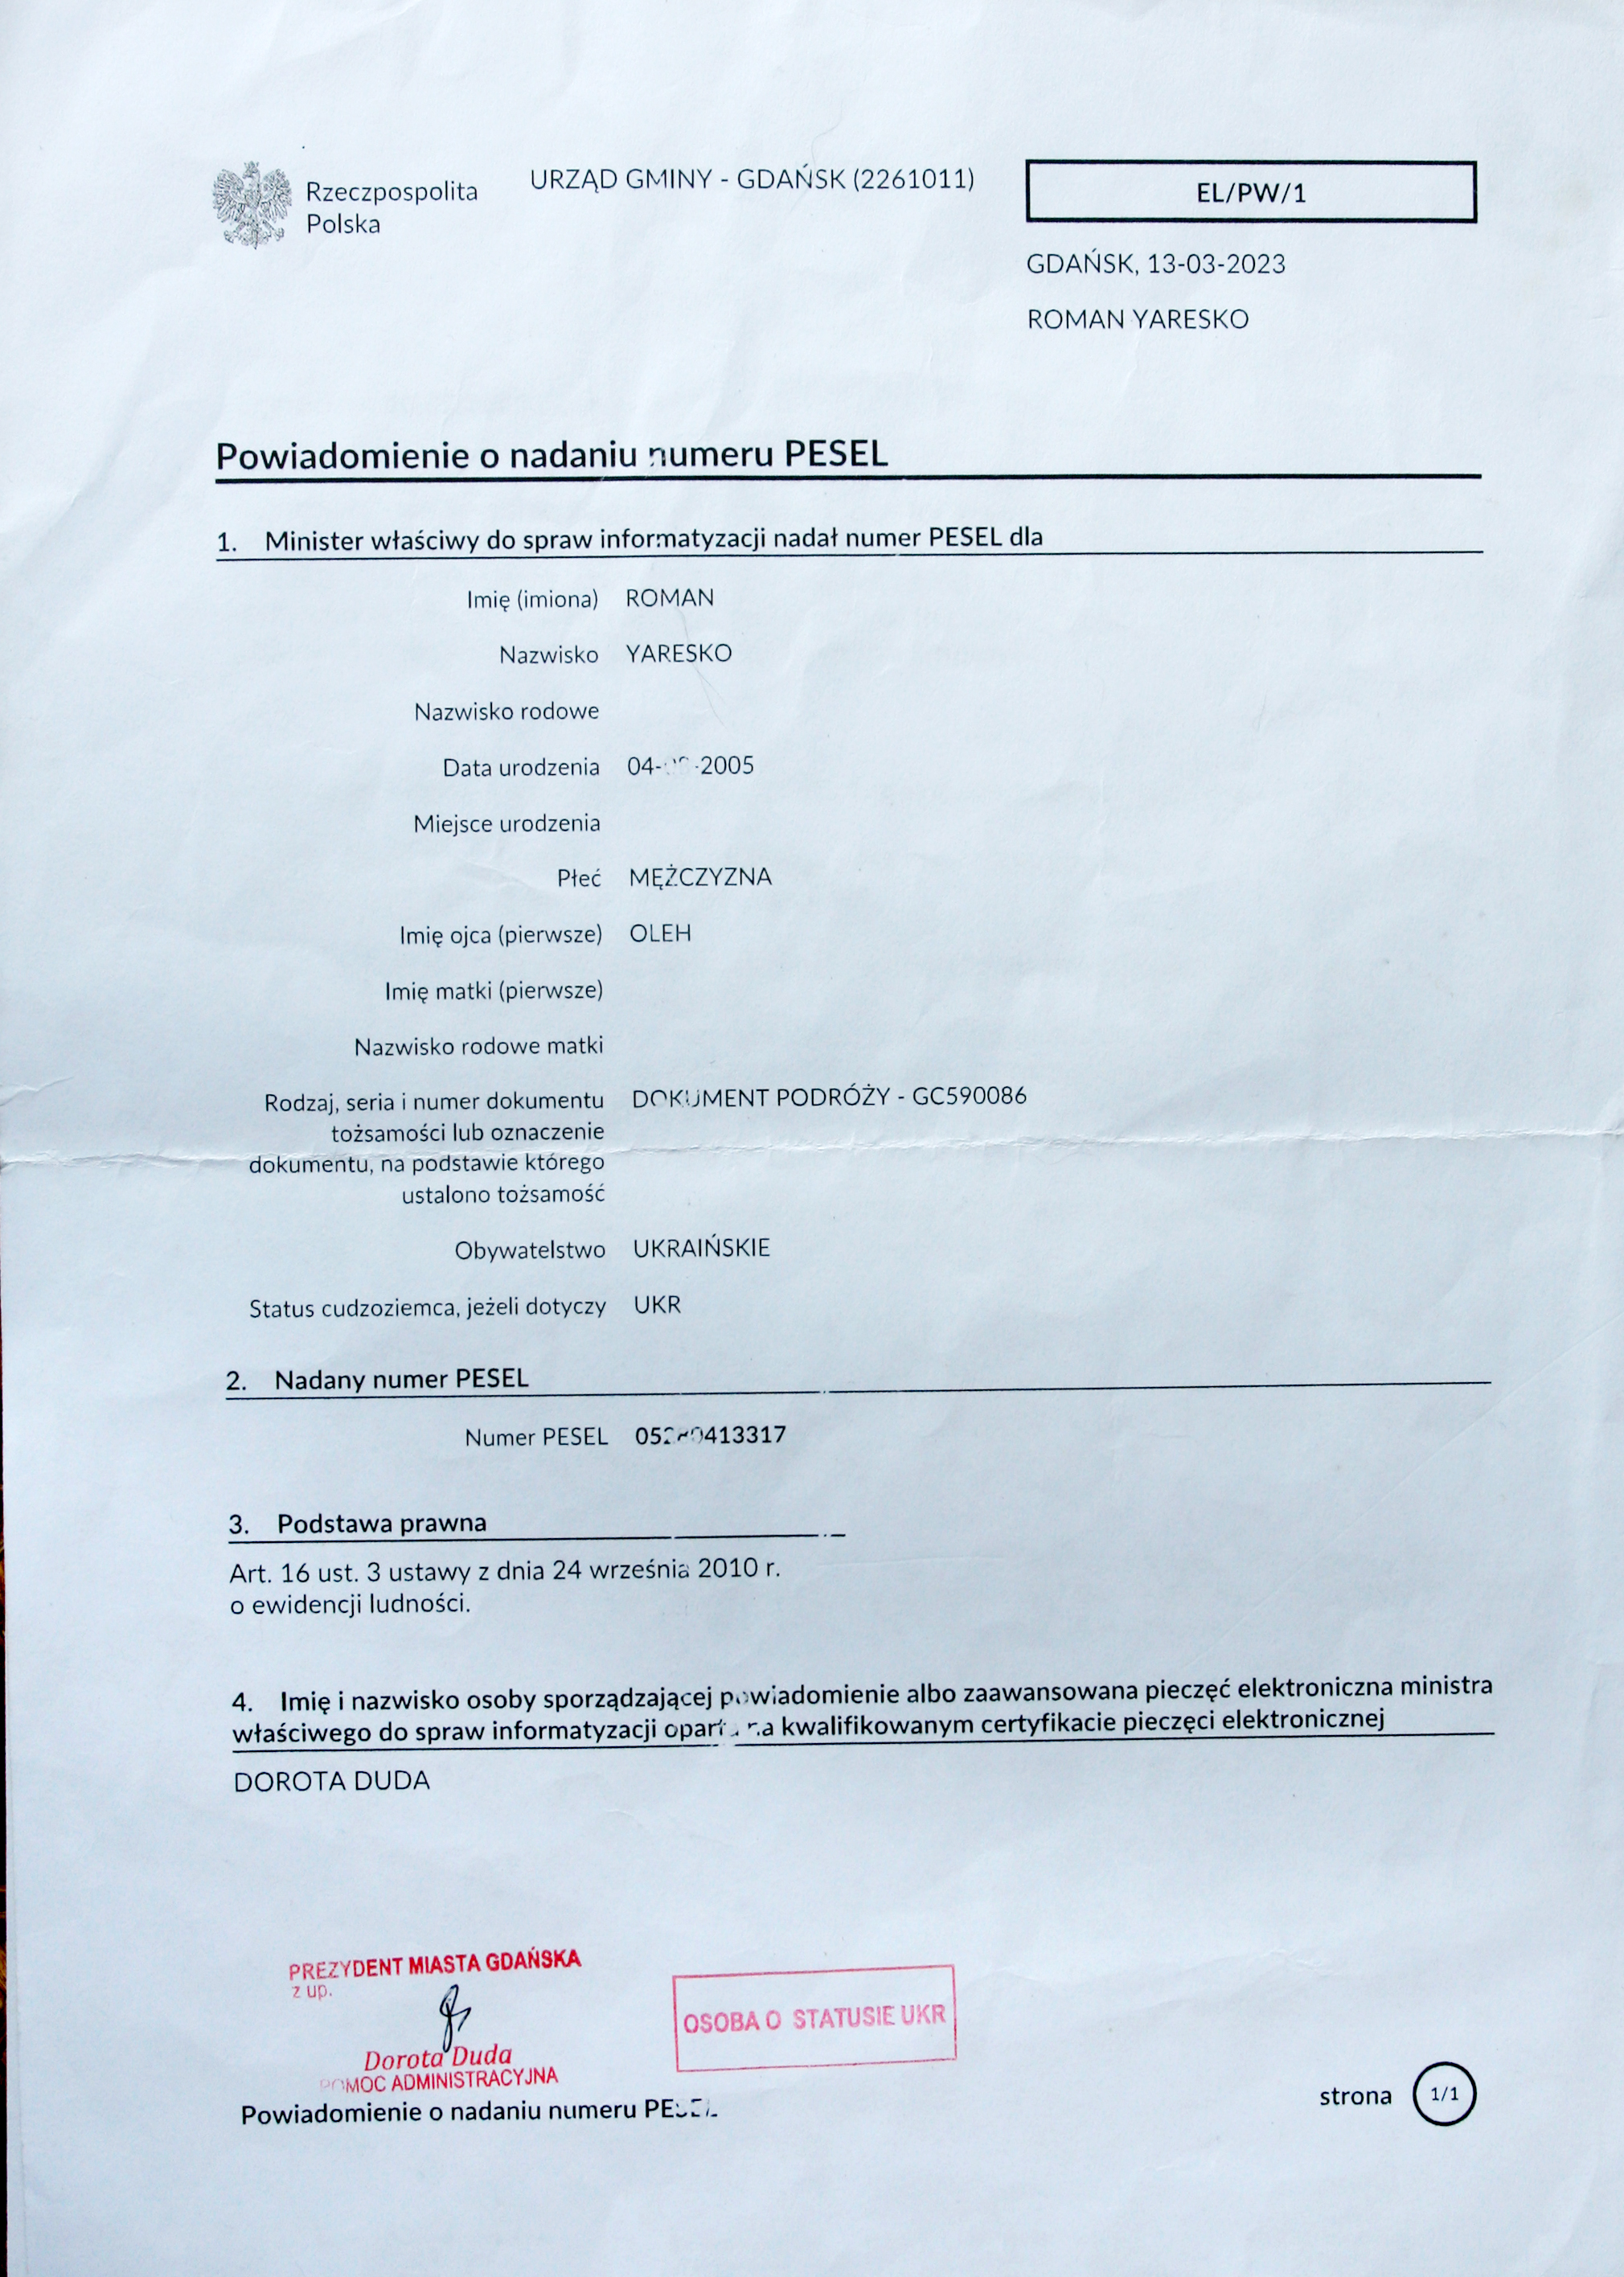 Rzeczpospolita
Polska
URZĄD GMINY - GDAŃSK (2261011)
EL/PW/1
GDAŃSK, 13-03-2023
ROMAN YARESKO
Powiadomienie o nadaniu numeru PESEL
1. Minister właściwy do spraw informatyzacji nadał numer PESEL dla
Imię (imiona) ROMAN
Nazwisko YARESKO
Nazwisko rodowe
Data urodzenia
Miejsce urodzenia
Płeć MĘŻCZYZNA
Imię ojca (pierwsze) OLEH
Imię matki (pierwsze)
Nazwisko rodowe matki
Rodzaj, seria i numer dokumentu DOKUMENT PODRÓŻY - GC590086
tożsamości lub oznaczenie
dokumentu, na podstawie którego
ustalono tożsamość
Obywatelstwo UKRAIŃSKIE
Status cudzoziemca, jeżeli dotyczy UKR
2. Nadany numer PESEL
Numer PESEL
3. Podstawa prawna
Art. 16 ust. 3 ustawy z dnia 24 września 2010 r.
o ewidencji ludności.
4. Imię i nazwisko osoby sporządzającej powiadomienie albo zaawansowana pieczęć elektroniczna ministra
właściwego do spraw informatyzacji oparta na kwalifikowanym certyfikacie pieczęci elektronicznej
DOROTA DUDA
PREZYDENT MIASTA GDAŃSKA
z up.
Dorota Duda
POMOC ADMINISTRACYJNA
OSOBA O STATUSIE UKR
Powiadomienie o nadaniu numeru PESEL
strona 1/1